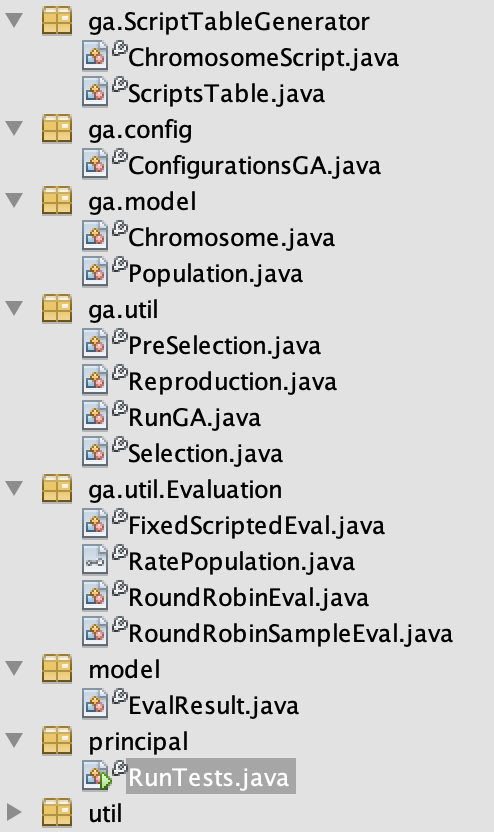 ga.ScriptTableGenerator
ChromosomeScript.java
ScriptsTable.java
ga.config
ConfigurationsGA.java
ga.model
Chromosome.java
Population.java
ga.util
PreSelection.java
Reproduction.java
RunGA.java
Selection.java
ga.util.Evaluation
FixedScriptedEval.java
RatePopulation.java
RoundRobinEval.java
RoundRobinSampleEval.java
model
EvalResult.java
principal
RunTests.java
util